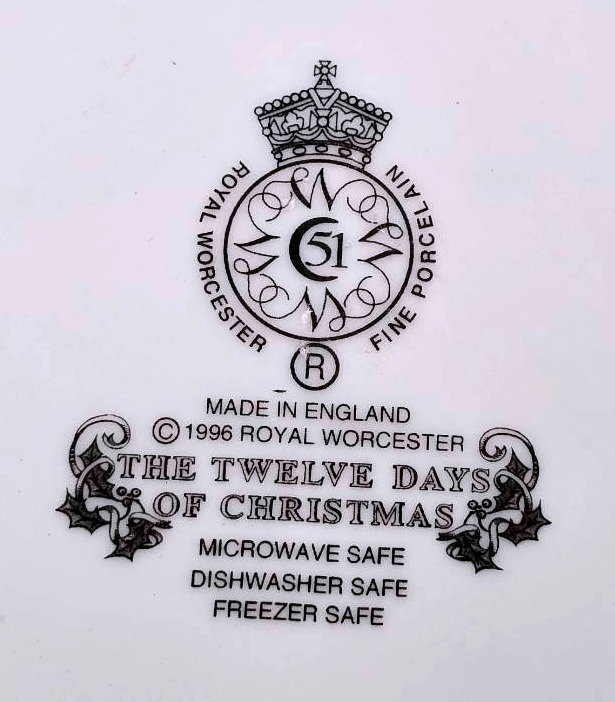 ROYAL WORCESTER
FINE PORCELAIN
W W W W
C51
®
MADE IN ENGLAND
© 1996 ROYAL WORCESTER
THE TWELVE DAYS
OF CHRISTMAS
MICROWAVE SAFE
DISHWASHER SAFE
FREEZER SAFE